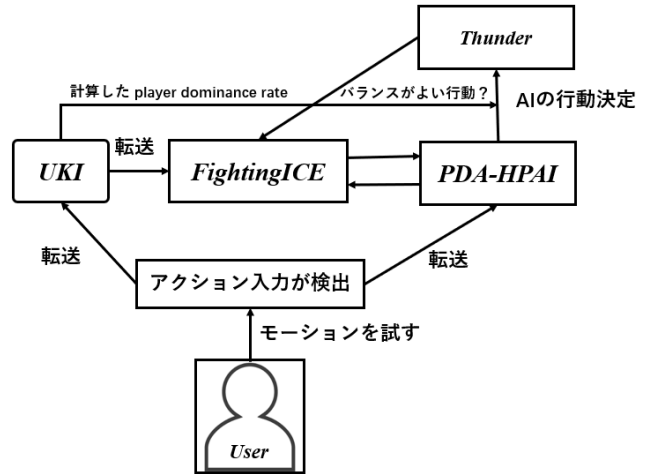 Thunder
計算した player dominance rate
バランスがよい行動？
AIの行動決定
転送
UKI
FightingICE
PDA-HPAI
転送
転送
アクション入力が検出
モーションを試す
User